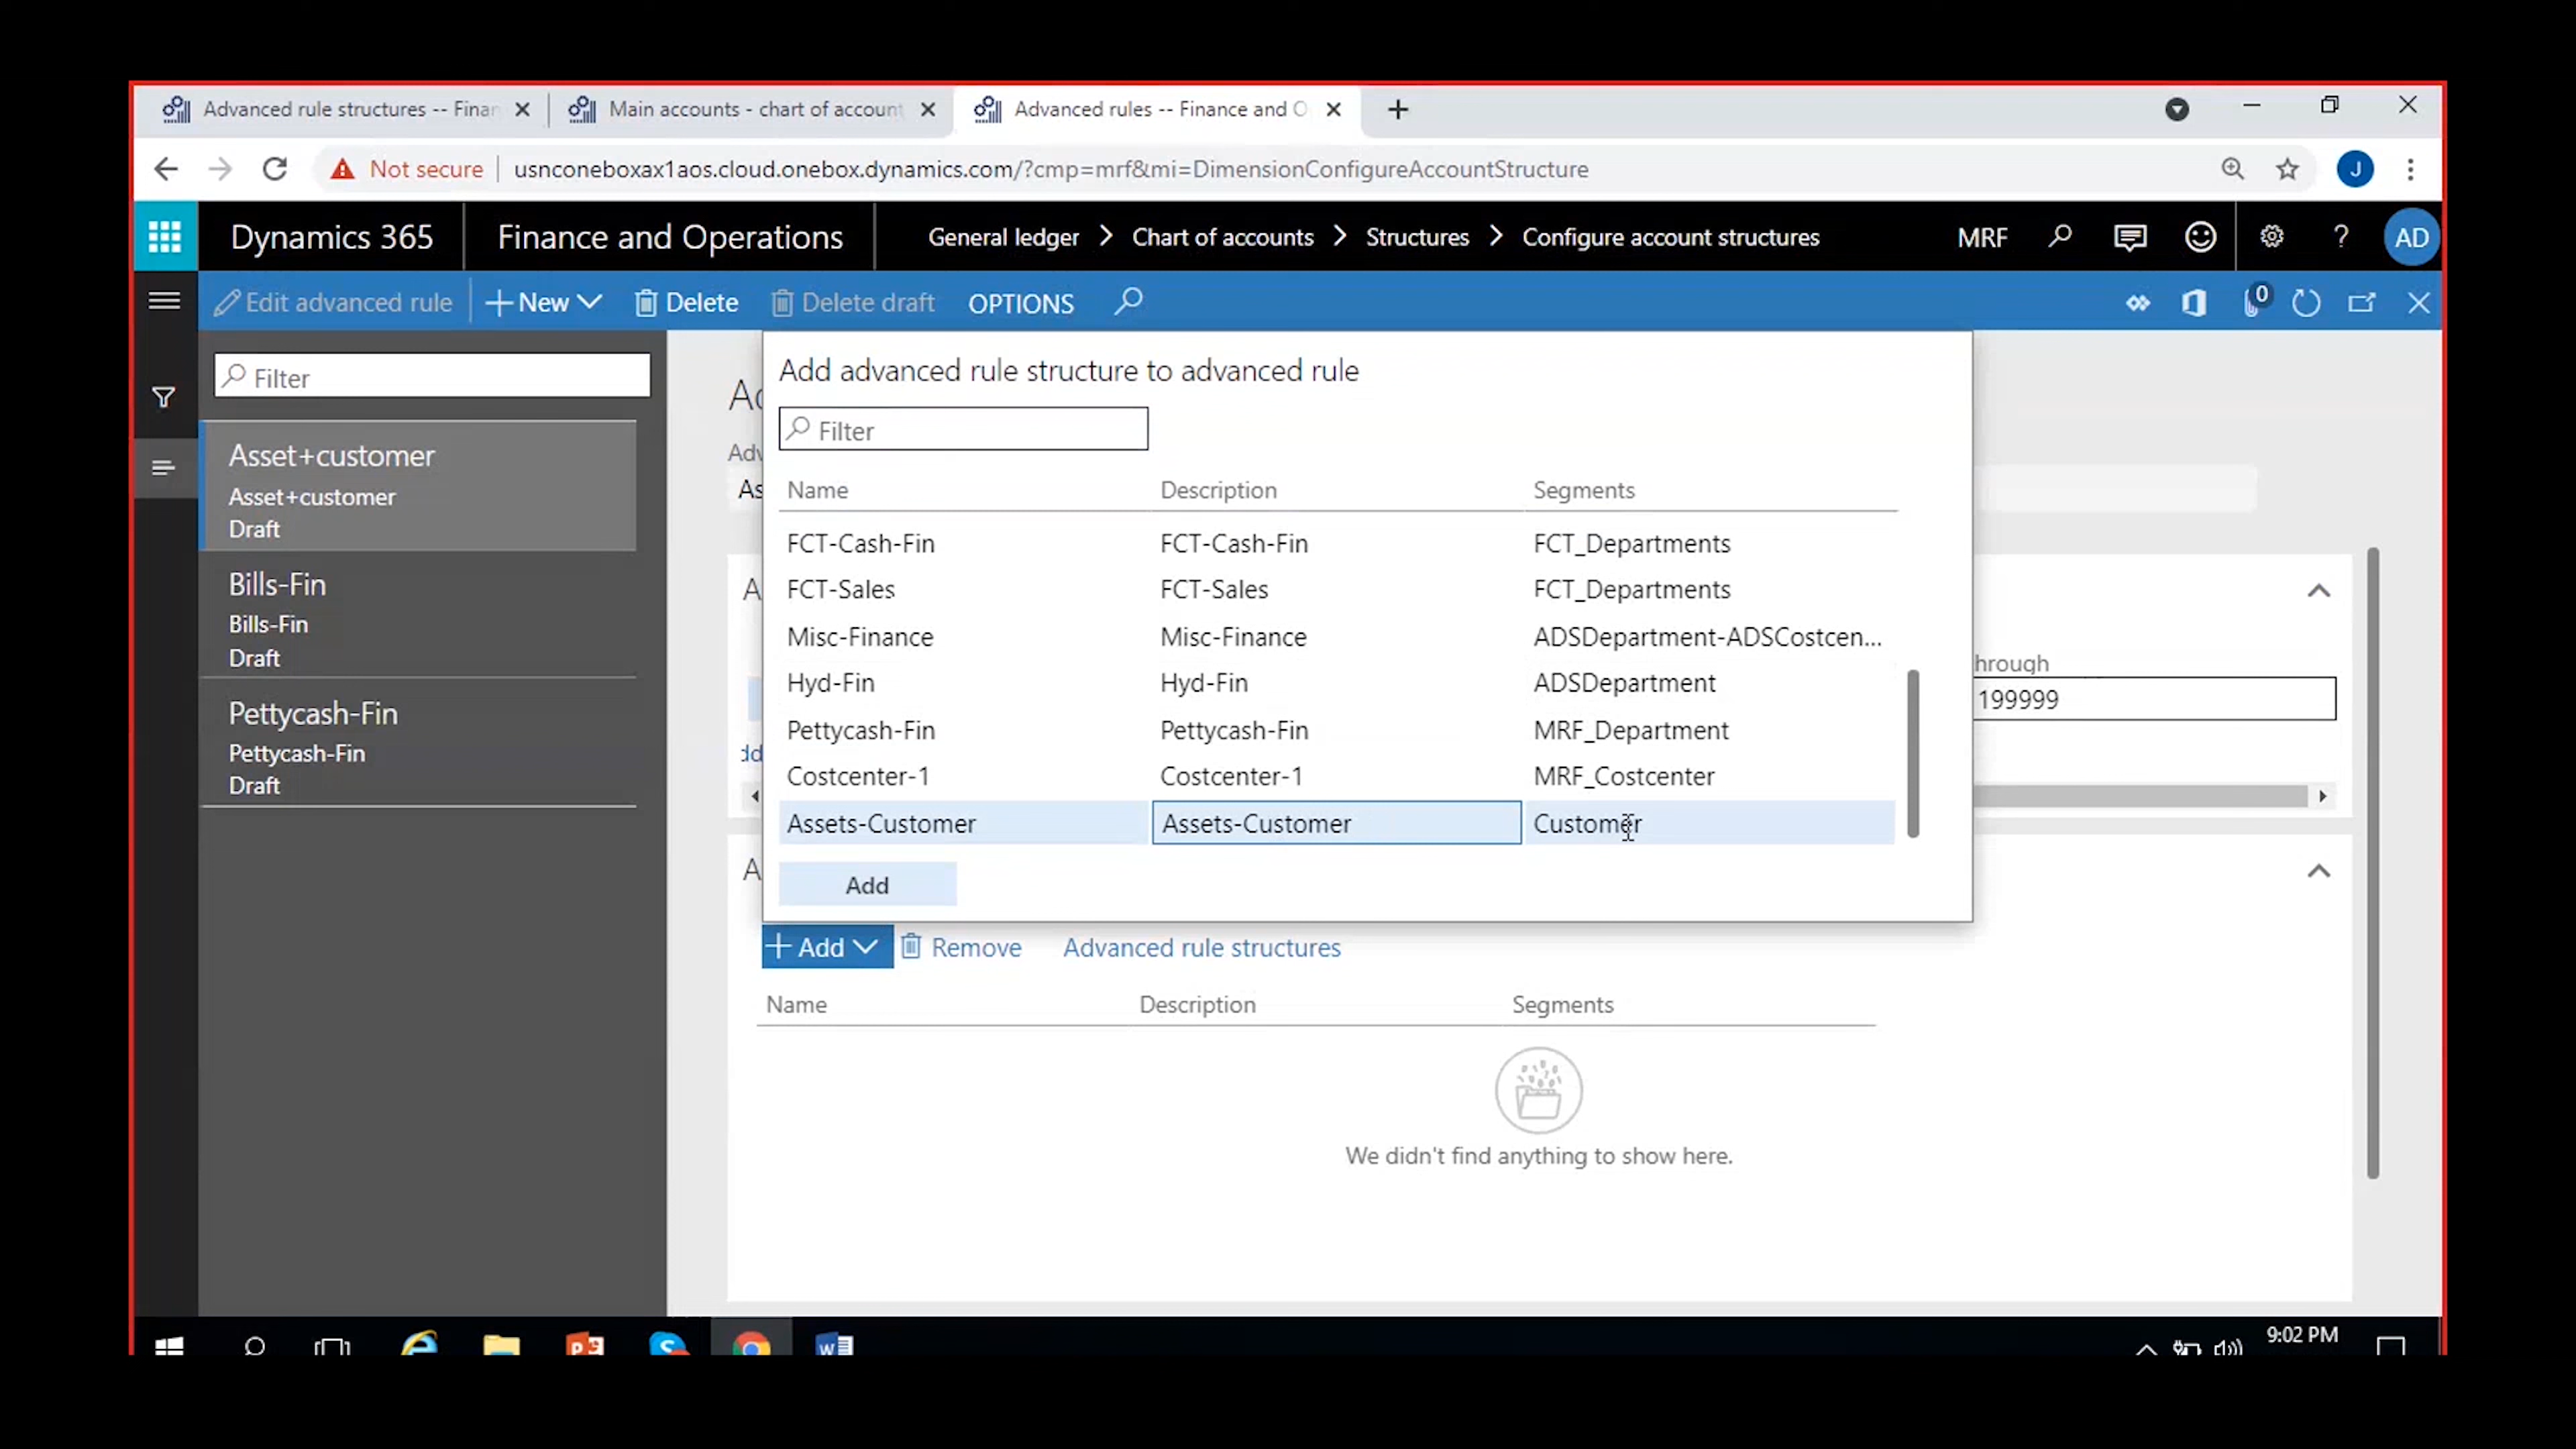 Advanced rule structures -- Finan
Main accounts - chart of account
Advanced rules -- Finance and O
Not secure
usnconeboxax1aos.cloud.onebox.dynamics.com/?cmp=mrf&mi=DimensionConfigureAccountStructure
J
Dynamics 365
Finance and Operations
General ledger > Chart of accounts > Structures > Configure account structures
MRF
?
AD
Edit advanced rule
+ New
Delete
Delete draft
OPTIONS
0
Filter
Asset+customer
Asset+customer
Draft
Bills-Fin
Bills-Fin
Draft
Pettycash-Fin
Pettycash-Fin
Draft
Ad
Adv
As
A
dd
A
hrough
199999
Add advanced rule structure to advanced rule
Filter
Name Description Segments
FCT-Cash-Fin FCT-Cash-Fin FCT_Departments
FCT-Sales FCT-Sales FCT_Departments
Misc-Finance Misc-Finance ADSDepartment-ADSCostcen...
Hyd-Fin Hyd-Fin ADSDepartment
Pettycash-Fin Pettycash-Fin MRF_Department
Costcenter-1 Costcenter-1 MRF_Costcenter
Assets-Customer Assets-Customer Customer
Add
+ Add
Remove
Advanced rule structures
Name Description Segments
We didn't find anything to show here.
9:02 PM